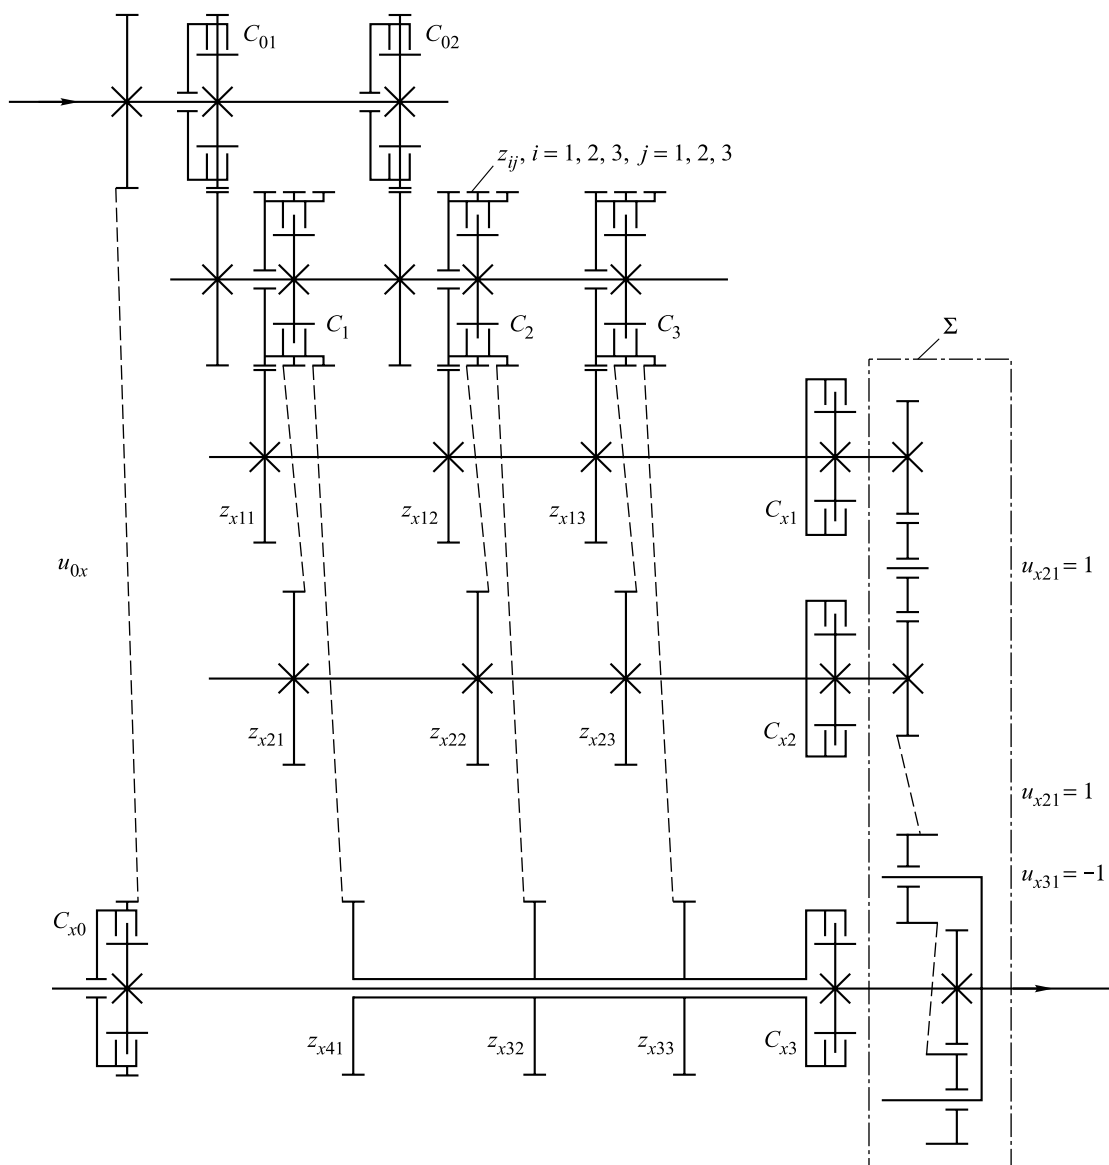 C01
C02
zij, i = 1, 2, 3, j = 1, 2, 3
C1
C2
C3
Σ
zx11
zx12
zx13
Cx1
u0x
ux21 = 1
zx21
zx22
zx23
Cx2
ux21 = 1
ux31 = −1
Cx0
zx41
zx32
zx33
Cx3